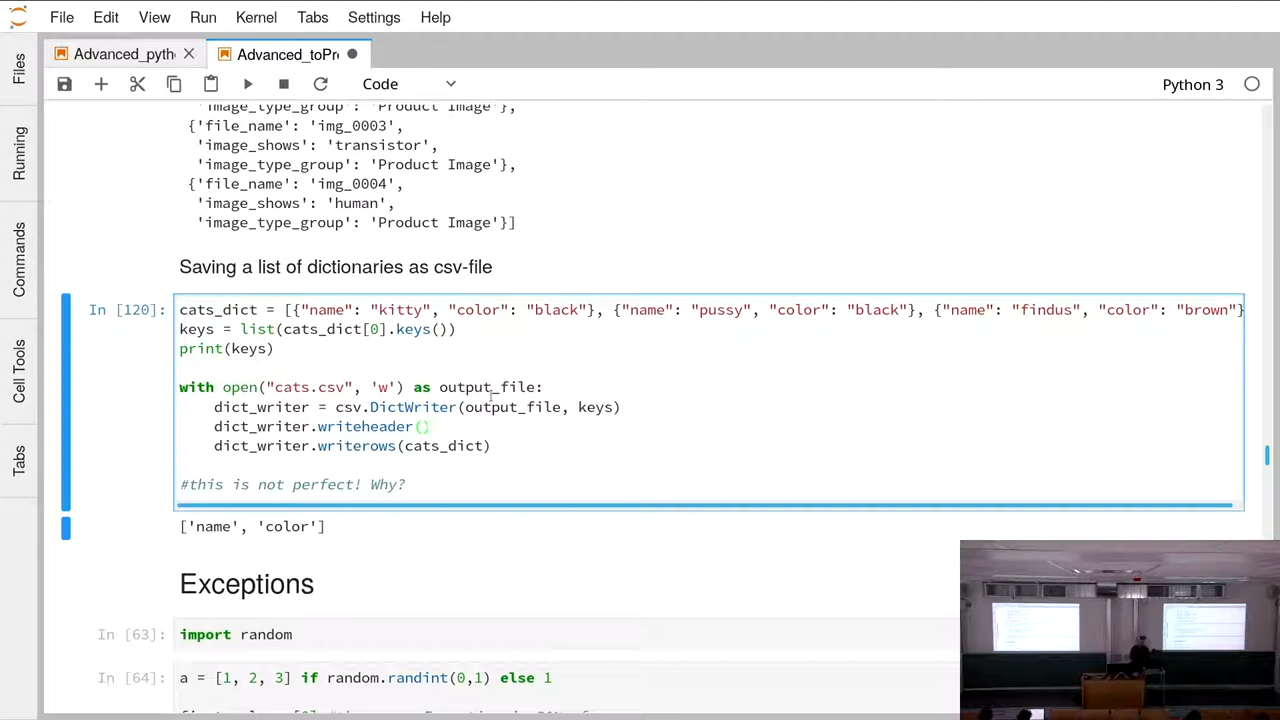 File Edit View Run Kernel Tabs Settings Help
Advanced_pyth
Advanced_toPr
Code
Python 3
Files
Running
Commands
Cell Tools
Tabs
'image_type_group': 'Product Image'},
{'file_name': 'img_0003',
'image_shows': 'transistor',
'image_type_group': 'Product Image'},
{'file_name': 'img_0004',
'image_shows': 'human',
'image_type_group': 'Product Image'}]
Saving a list of dictionaries as csv-file
In [120]:
cats_dict = [{"name": "kitty", "color": "black"}, {"name": "pussy", "color": "black"}, {"name": "findus", "color": "brown"}
keys = list(cats_dict[0].keys())
print(keys)
with open("cats.csv", 'w') as output_file:
dict_writer = csv.DictWriter(output_file, keys)
dict_writer.writeheader()
dict_writer.writerows(cats_dict)
#this is not perfect! Why?
['name', 'color']
Exceptions
In [63]: import random
In [64]: a = [1, 2, 3] if random.randint(0,1) else 1